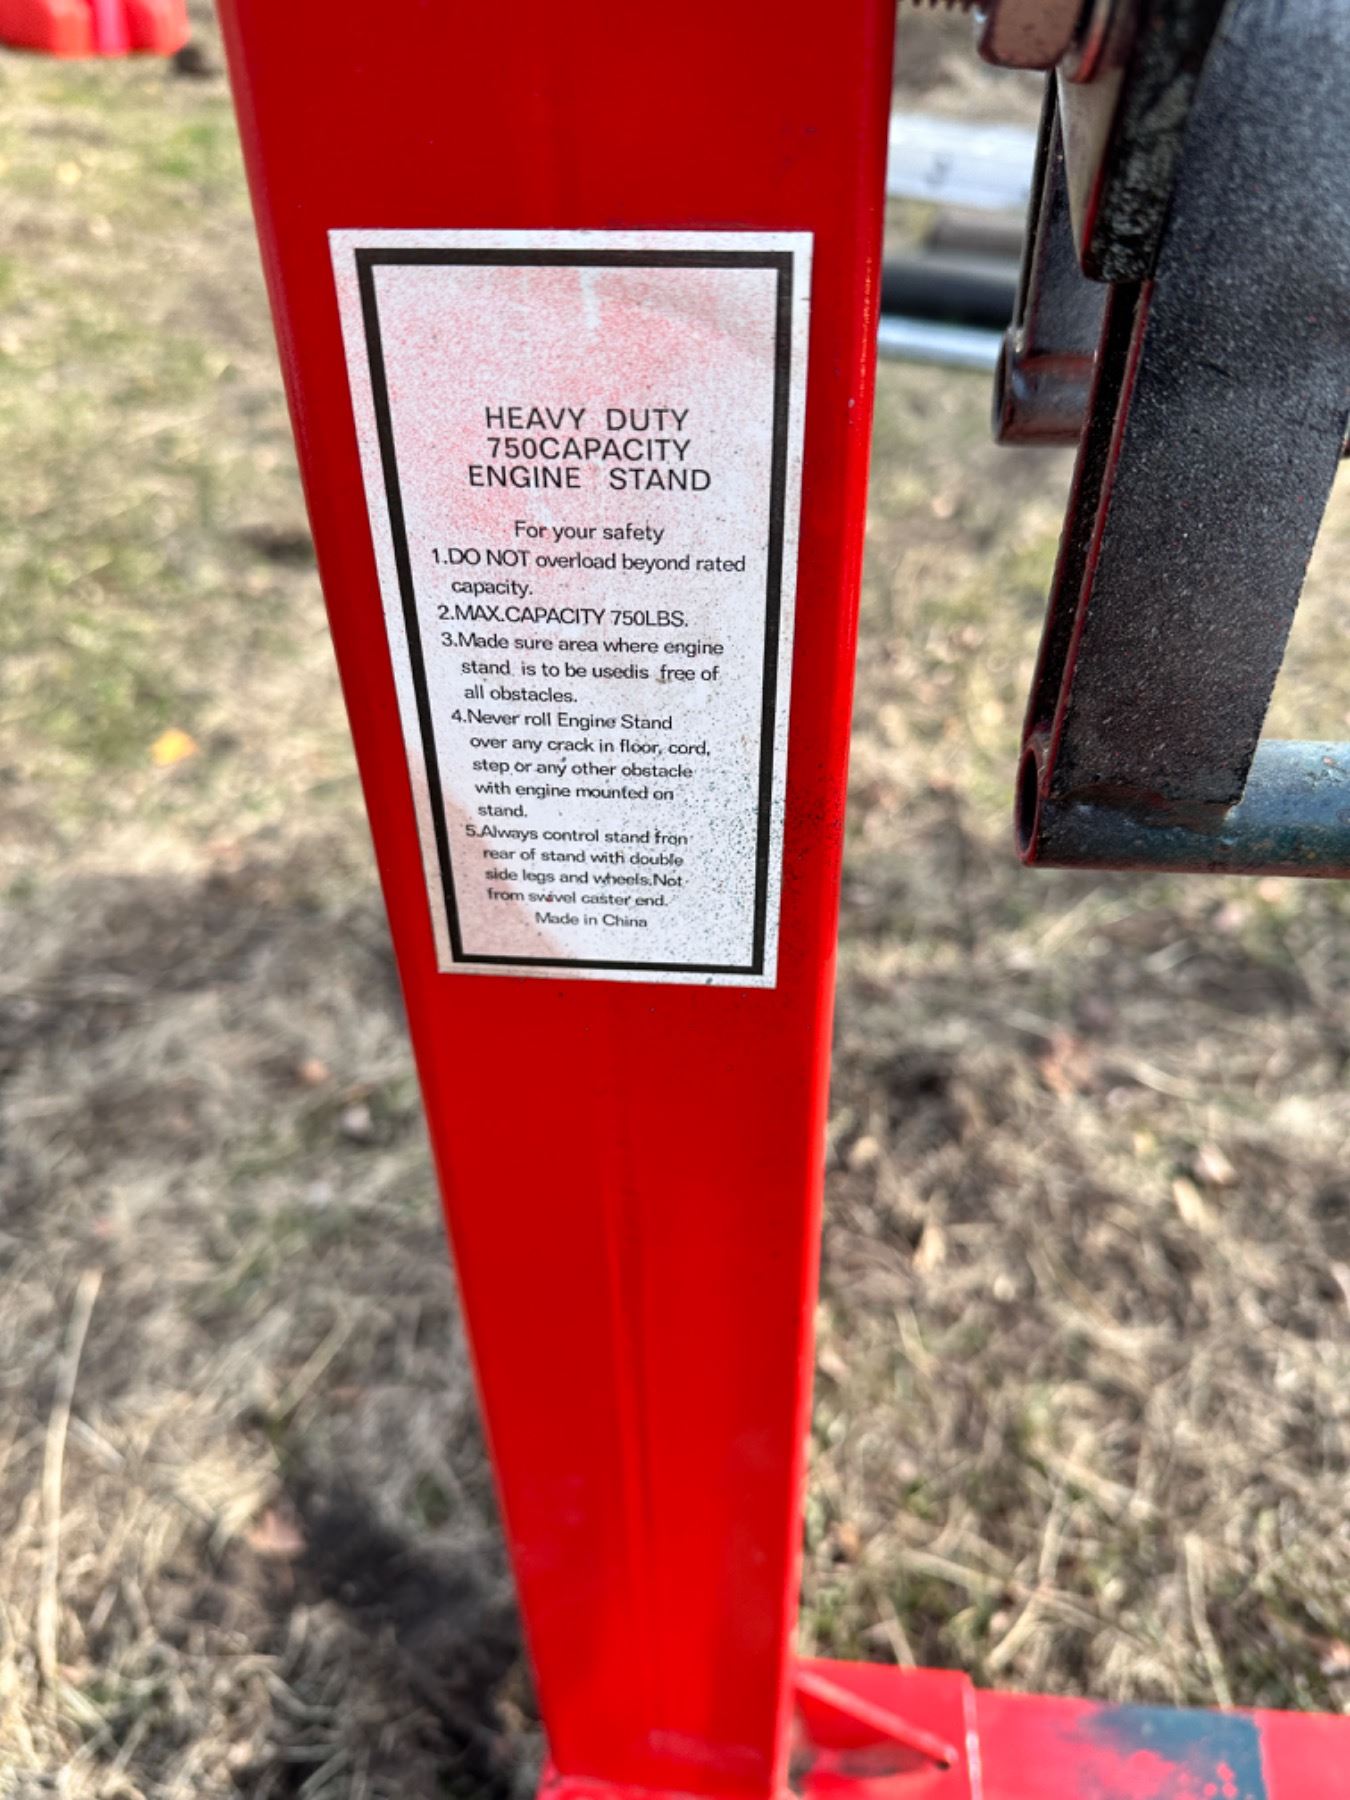 HEAVY DUTY
750CAPACITY
ENGINE STAND
For your safety
1.DO NOT overload beyond rated
capacity.
2.MAX.CAPACITY 750LBS.
3.Made sure area where engine
stand is to be usedis free of
all obstacles.
4.Never roll Engine Stand
over any crack in floor, cord,
step or any other obstacle
with engine mounted on
stand.
5.Always control stand fron
rear of stand with double
side legs and wheels.Not
from swivel caster end.
Made in China